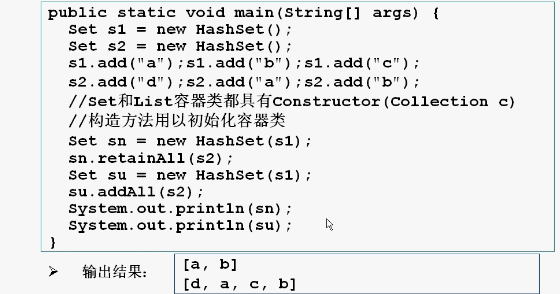 public static void main(String[] args) {
Set s1 = new HashSet();
Set s2 = new HashSet();
s1.add("a");s1.add("b");s1.add("c");
s2.add("d");s2.add("a");s2.add("b");
//Set和List容器类都具有Constructor(Collection c)
//构造方法用以初始化容器类
Set sn = new HashSet(s1);
sn.retainAll(s2);
Set su = new HashSet(s1);
su.addAll(s2);
System.out.println(sn);
System.out.println(su);
}
➢ 输出结果:
[a, b]
[d, a, c, b]